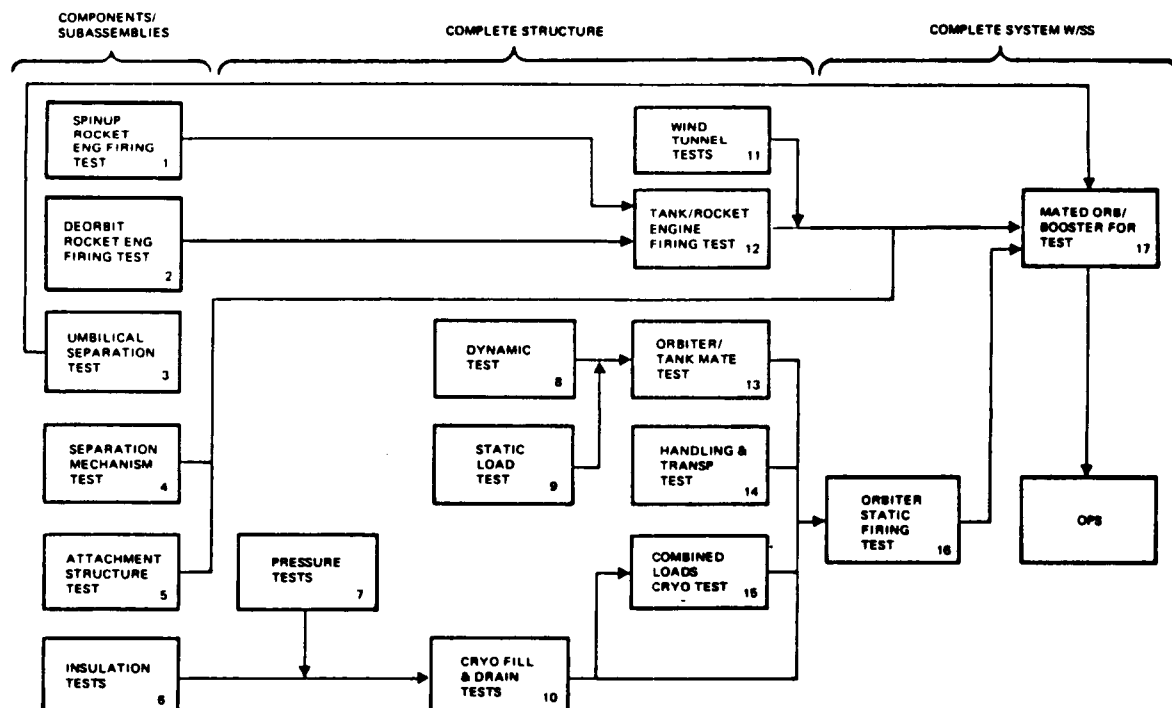 COMPONENTS/
SUBASSEMBLIES
COMPLETE STRUCTURE
COMPLETE SYSTEM W/SS
SPINUP
ROCKET
ENG FIRING
TEST
1
DEORBIT
ROCKET ENG
FIRING TEST
2
UMBILICAL
SEPARATION
TEST
3
SEPARATION
MECHANISM
TEST
4
ATTACHMENT
STRUCTURE
TEST
5
INSULATION
TESTS
6
PRESSURE
TESTS
7
DYNAMIC
TEST
8
STATIC
LOAD
TEST
9
CRYO FILL
& DRAIN
TESTS
10
WIND
TUNNEL
TESTS
11
TANK/ROCKET
ENGINE
FIRING TEST
12
ORBITER/
TANK MATE
TEST
13
HANDLING &
TRANSP
TEST
14
COMBINED
LOADS
CRYO TEST
15
ORBITER
STATIC
FIRING
TEST
16
MATED ORB/
BOOSTER FOR
TEST
17
OPS